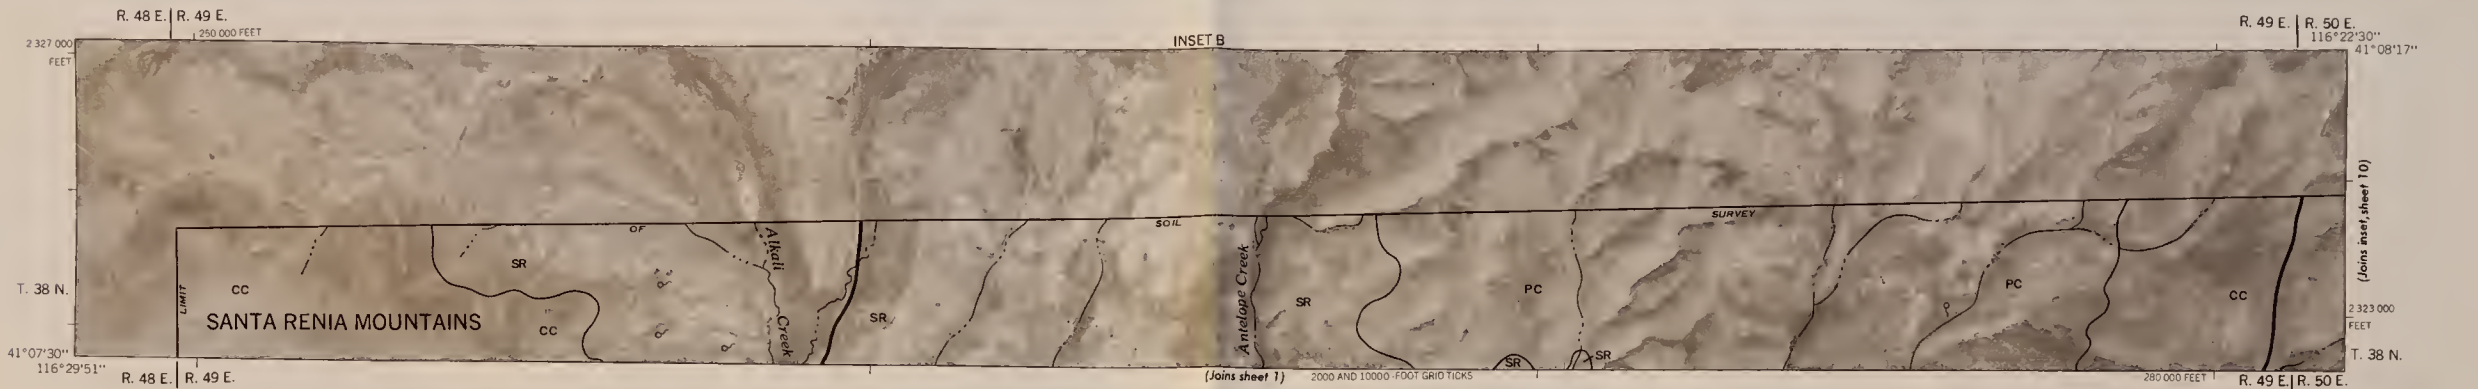 R. 48 E. R. 49 E.
250 000 FEET
2 327 000
FEET
INSET B
R. 49 E. R. 50 E.
116°22'30"
41°08'17"
(Joins inset, sheet 10)
LIMIT OF SOIL SURVEY
Alkali Creek
Antelope Creek
SR
CC
CC
SANTA RENIA MOUNTAINS
SR
SR
PC
PC
CC
SR
SR
T. 38 N.
2 323 000
FEET
T. 38 N.
41°07'30"
116°29'51"
R. 48 E. R. 49 E.
(Joins sheet 1)
2000 AND 10000-FOOT GRID TICKS
280 000 FEET
R. 49 E. R. 50 E.